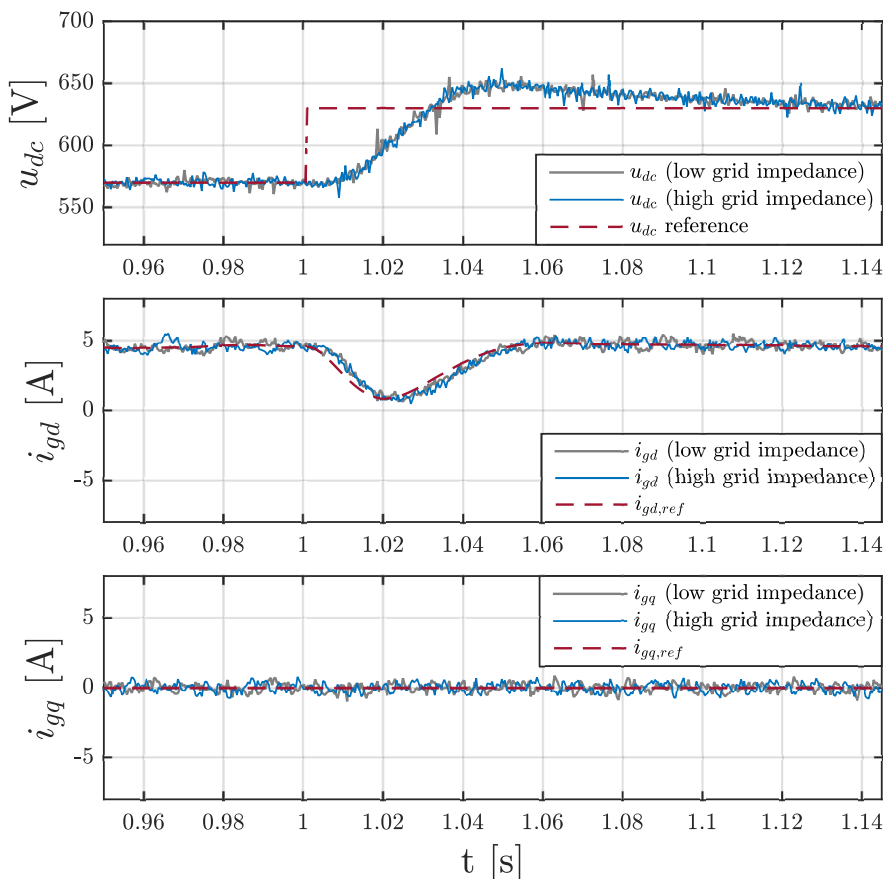 700
650
600
550
u_dc [V]
u_dc (low grid impedance)
u_dc (high grid impedance)
u_dc reference
0.96 0.98 1 1.02 1.04 1.06 1.08 1.1 1.12 1.14
5
0
-5
i_gd [A]
i_gd (low grid impedance)
i_gd (high grid impedance)
i_gd,ref
0.96 0.98 1 1.02 1.04 1.06 1.08 1.1 1.12 1.14
5
0
-5
i_gq [A]
i_gq (low grid impedance)
i_gq (high grid impedance)
i_gq,ref
0.96 0.98 1 1.02 1.04 1.06 1.08 1.1 1.12 1.14
t [s]